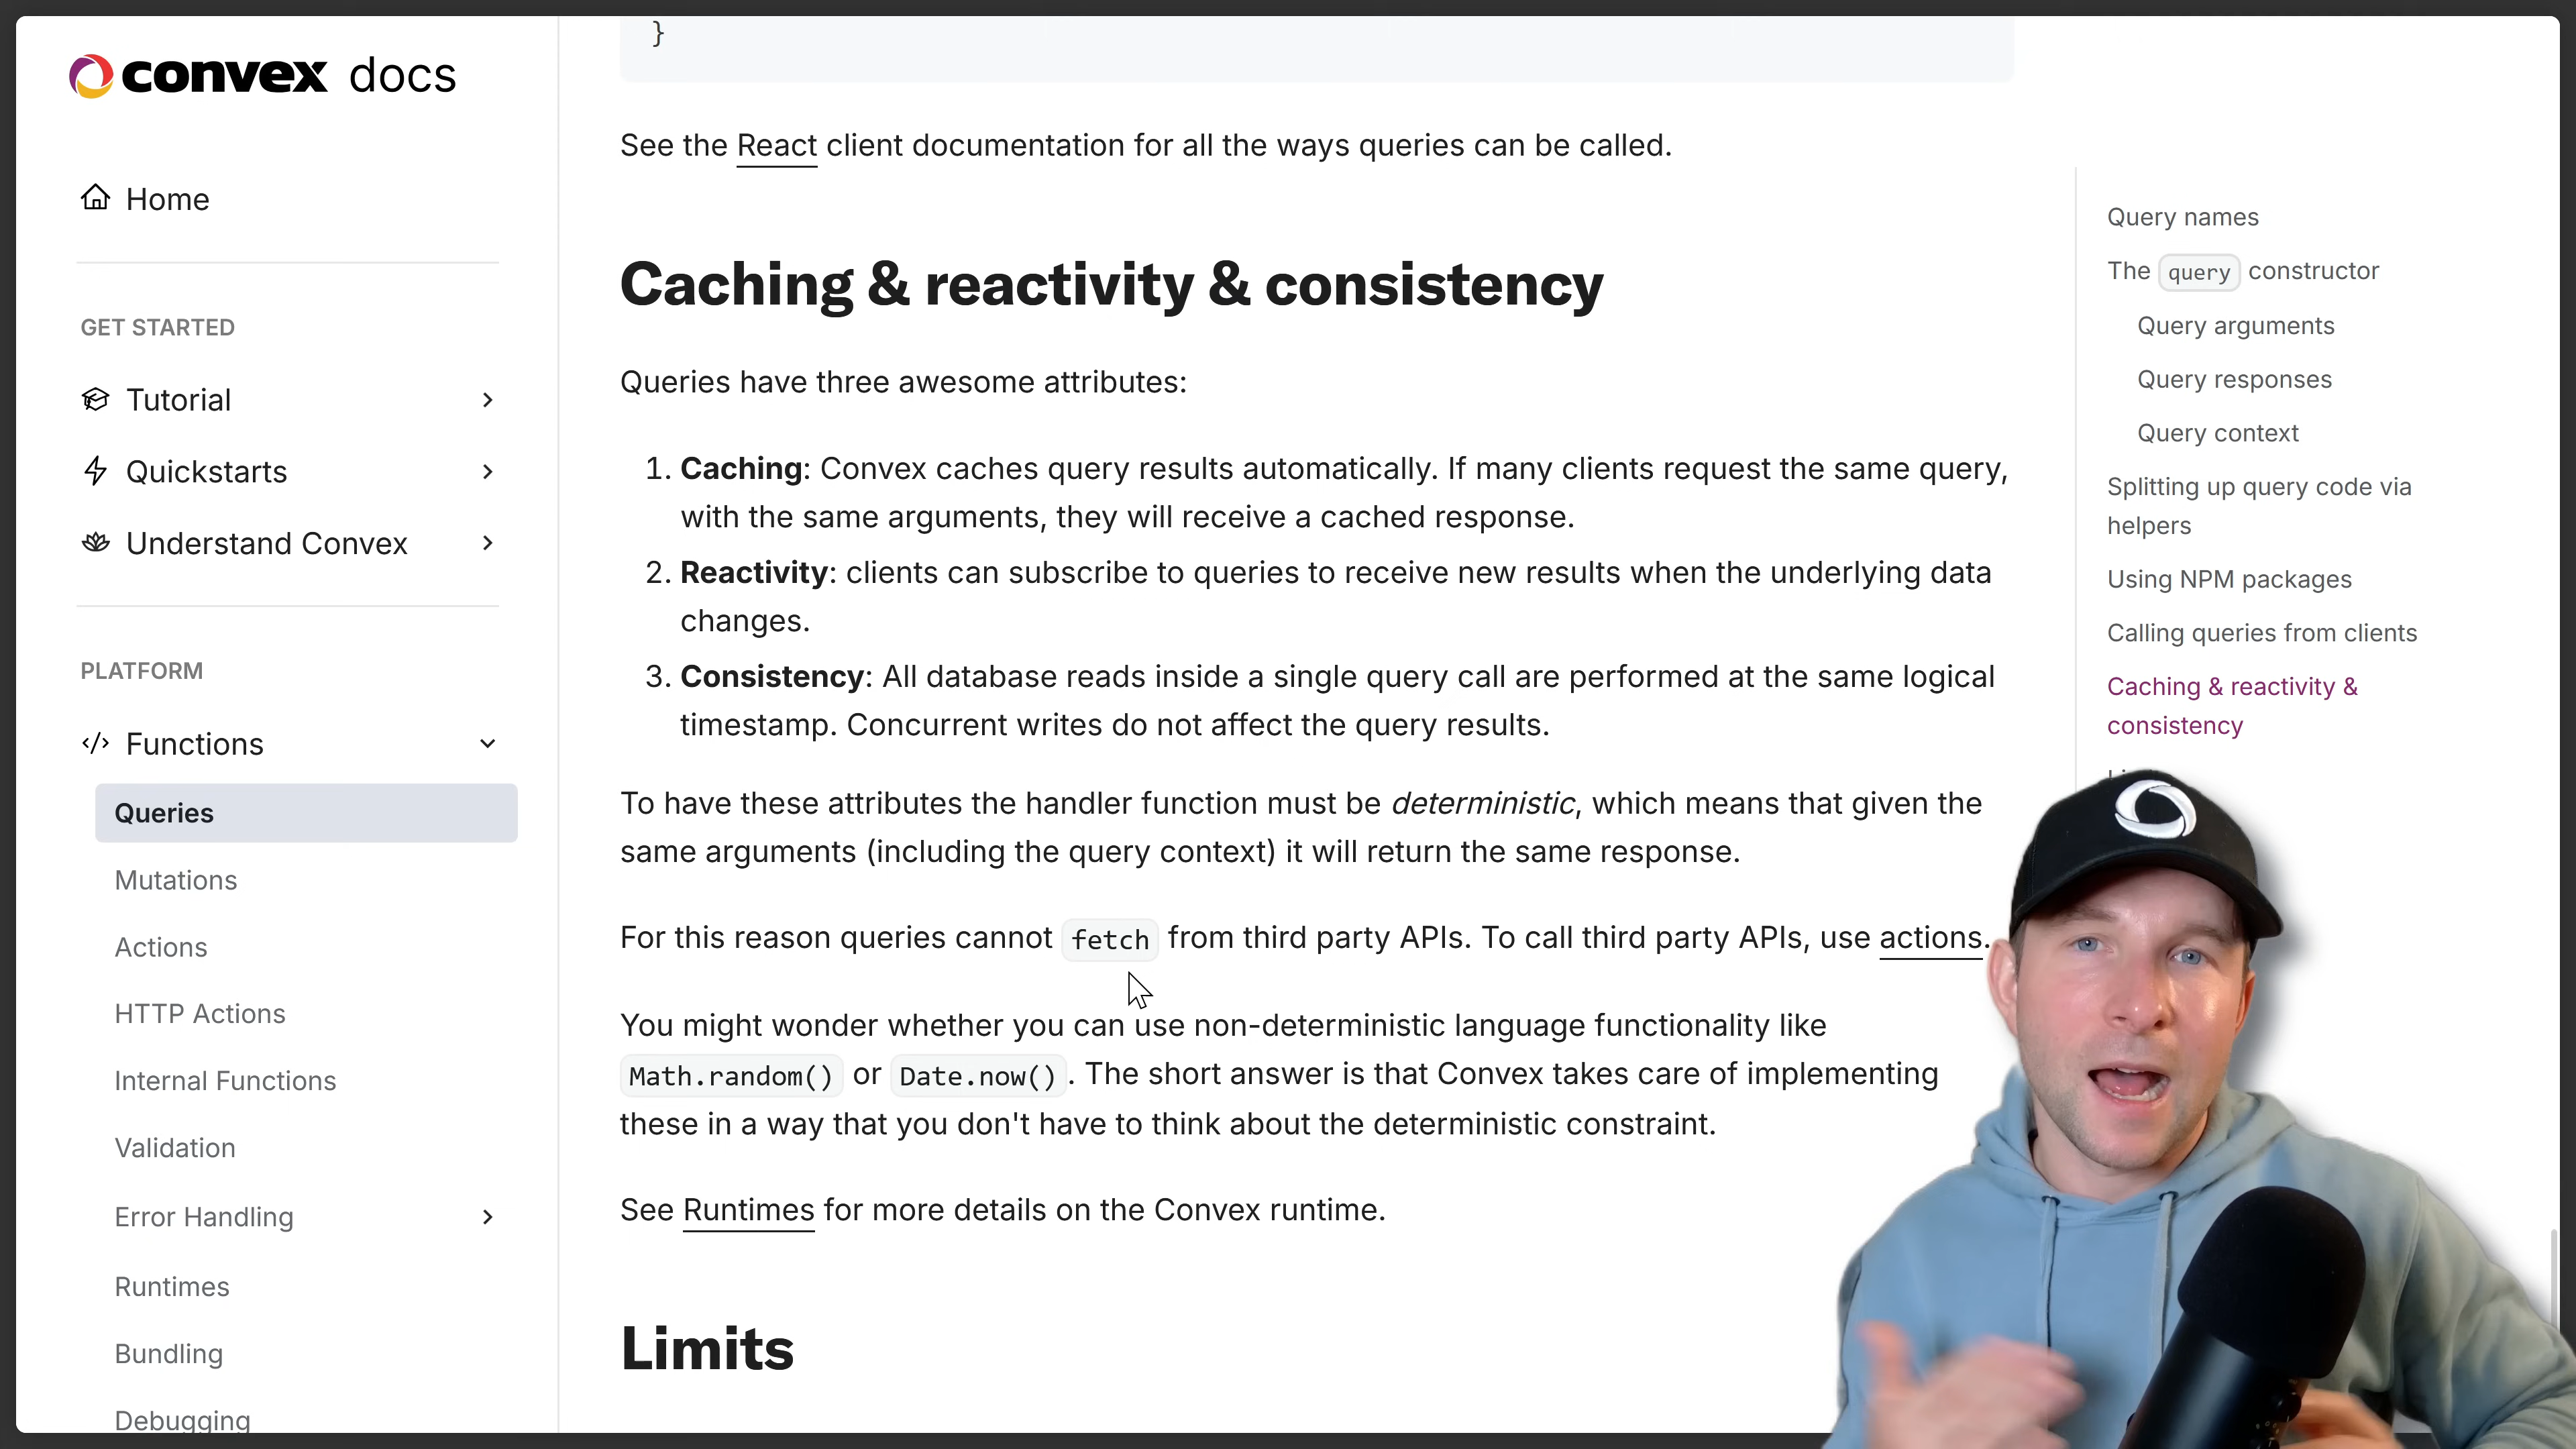 convex docs
Home
GET STARTED
Tutorial
Quickstarts
Understand Convex
PLATFORM
Functions
Queries
Mutations
Actions
HTTP Actions
Internal Functions
Validation
Error Handling
Runtimes
Bundling
Debugging
}
See the React client documentation for all the ways queries can be called.
Caching & reactivity & consistency
Queries have three awesome attributes:
1. Caching: Convex caches query results automatically. If many clients request the same query,
with the same arguments, they will receive a cached response.
2. Reactivity: clients can subscribe to queries to receive new results when the underlying data
changes.
3. Consistency: All database reads inside a single query call are performed at the same logical
timestamp. Concurrent writes do not affect the query results.
To have these attributes the handler function must be deterministic, which means that given the
same arguments (including the query context) it will return the same response.
For this reason queries cannot fetch from third party APIs. To call third party APIs, use actions.
You might wonder whether you can use non-deterministic language functionality like
Math.random() or Date.now(). The short answer is that Convex takes care of implementing
these in a way that you don't have to think about the deterministic constraint.
See Runtimes for more details on the Convex runtime.
Limits
Query names
The query constructor
Query arguments
Query responses
Query context
Splitting up query code via
helpers
Using NPM packages
Calling queries from clients
Caching & reactivity &
consistency